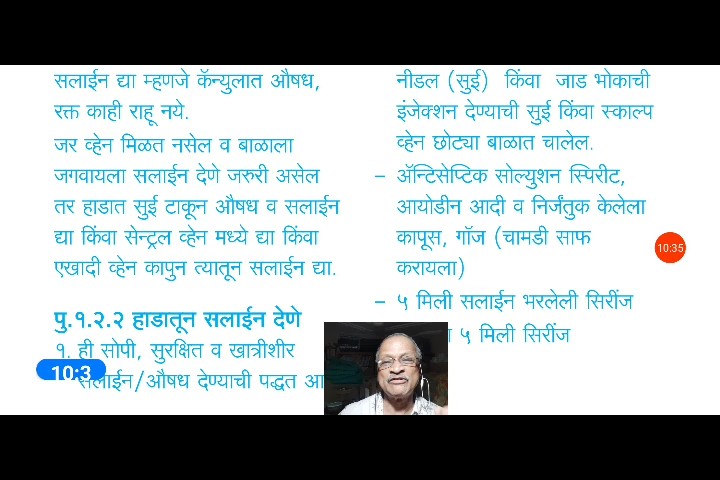 सलाईन द्या म्हणजे कॅन्युलात औषध,
रक्त काही राहू नये.
जर व्हेन मिळत नसेल व बाळाला
जगवायला सलाईन देणे जरुरी असेल
तर हाडात सुई टाकून औषध व सलाईन
द्या किंवा सेन्ट्रल व्हेन मध्ये द्या किंवा
एखादी व्हेन कापुन त्यातून सलाईन द्या.
पु.१.२.२ हाडातून सलाईन देणे
१. ही सोपी, सुरक्षित व खात्रीशीर
सलाईन/औषध देण्याची पद्धत
नीडल (सुई) किंवा जाड भोकाची
इंजेक्शन देण्याची सुई किंवा स्काल्प
व्हेन छोट्या बाळात चालेल.
– ॲन्टिसेप्टिक सोल्युशन स्पिरीट,
आयोडीन आदी व निर्जंतुक केलेला
कापूस, गॉज (चामडी साफ
करायला)
– ५ मिली सलाईन भरलेली सिरींज
५ मिली सिरींज
10:35
10:3